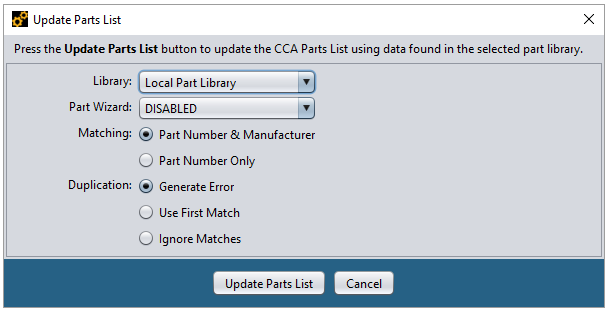 Update Parts List
Press the Update Parts List button to update the CCA Parts List using data found in the selected part library.
Library: Local Part Library
Part Wizard: DISABLED
Matching: Part Number & Manufacturer
Part Number Only
Duplication: Generate Error
Use First Match
Ignore Matches
Update Parts List Cancel